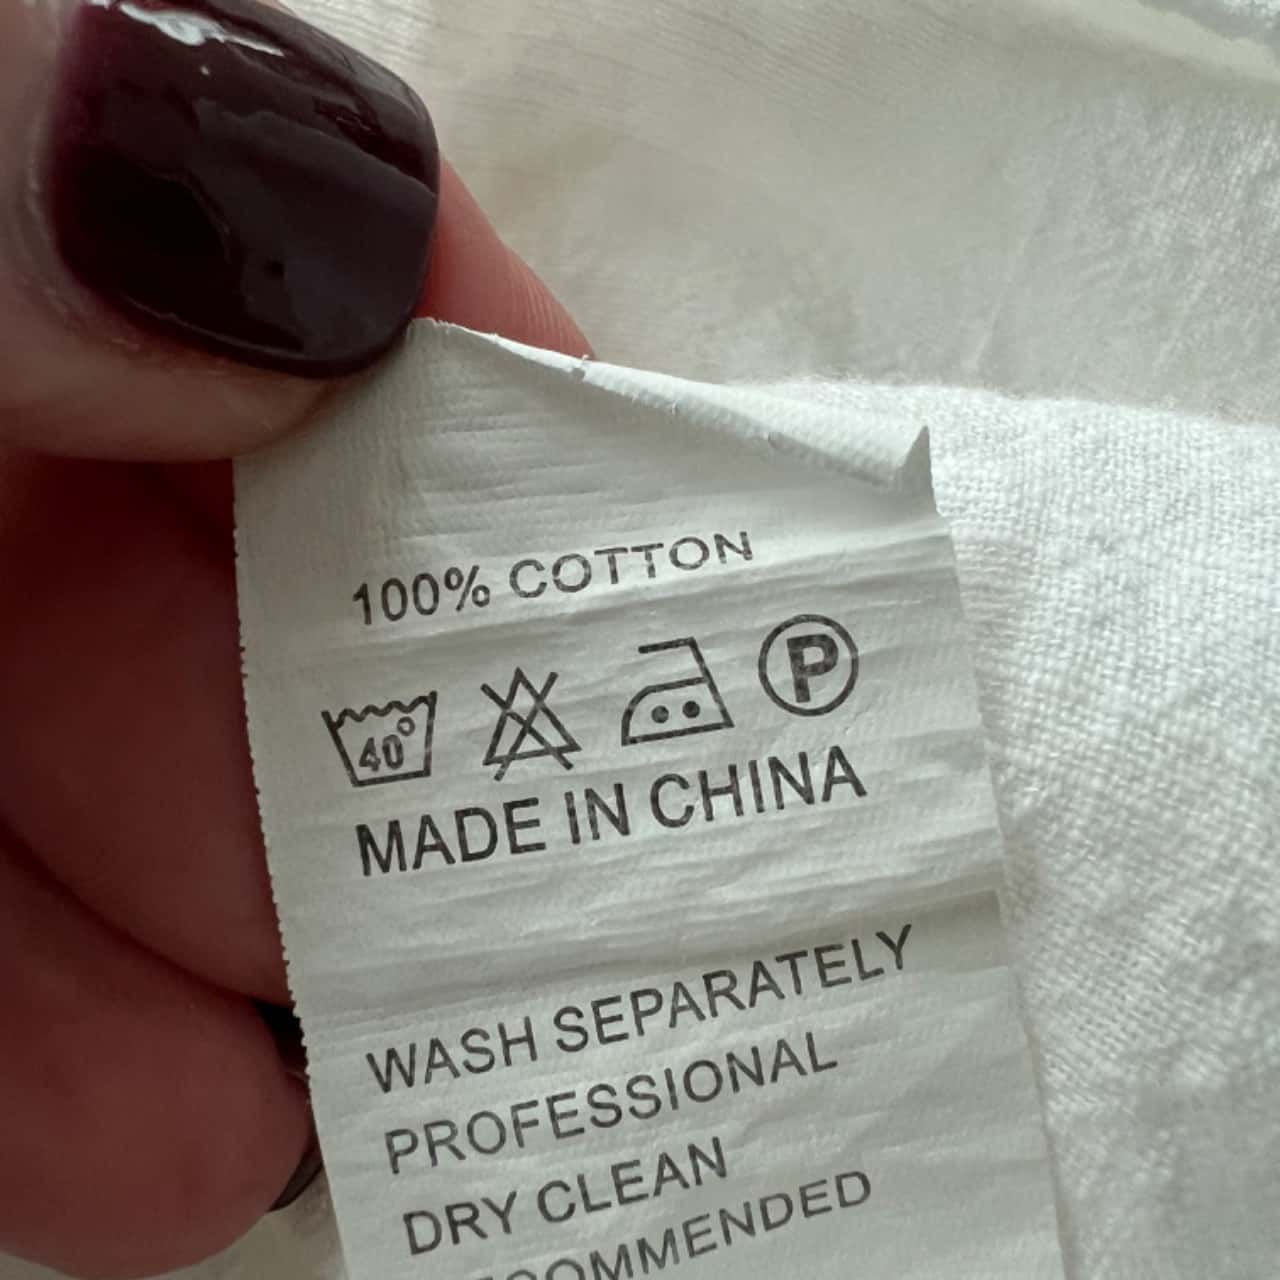 100% COTTON
40° P
MADE IN CHINA
WASH SEPARATELY
PROFESSIONAL
DRY CLEAN